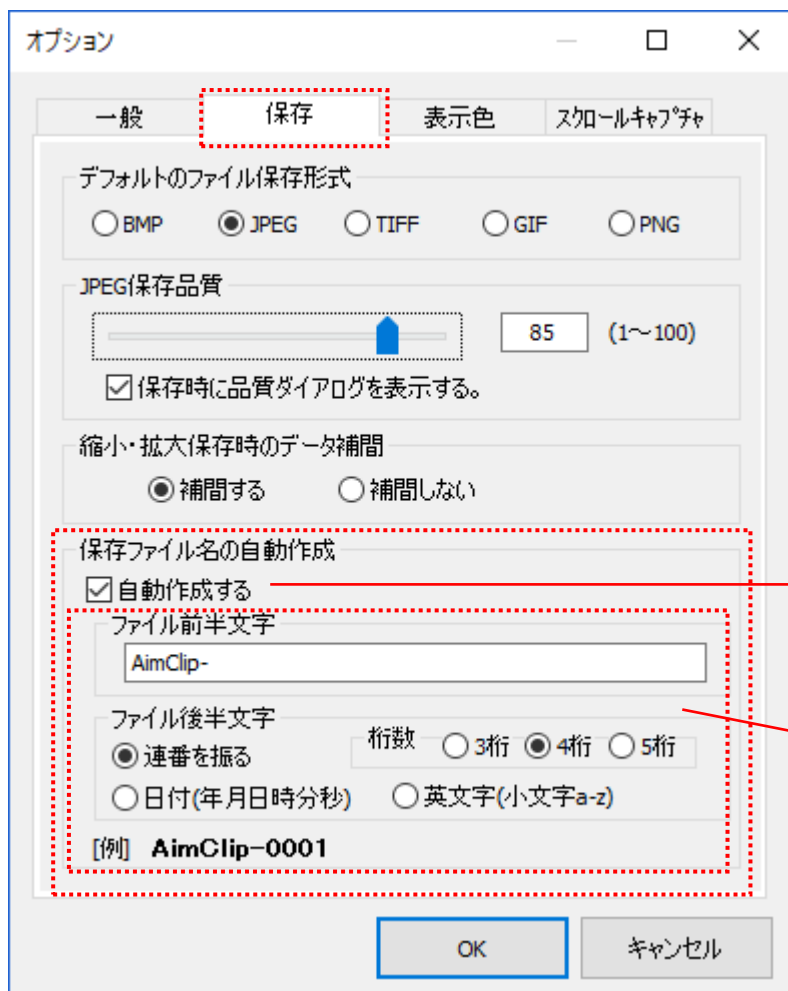 オプション
一般 保存 表示色 スクロールキャプチャ
デフォルトのファイル保存形式
BMP JPEG TIFF GIF PNG
JPEG保存品質
85 (1～100)
保存時に品質ダイアログを表示する。
縮小・拡大保存時のデータ補間
補間する 補間しない
保存ファイル名の自動作成
自動作成する
ファイル前半文字
AimClip-
ファイル後半文字
桁数 3桁 4桁 5桁
連番を振る
日付(年月日時分秒) 英文字(小文字a-z)
[例] AimClip-0001
OK キャンセル